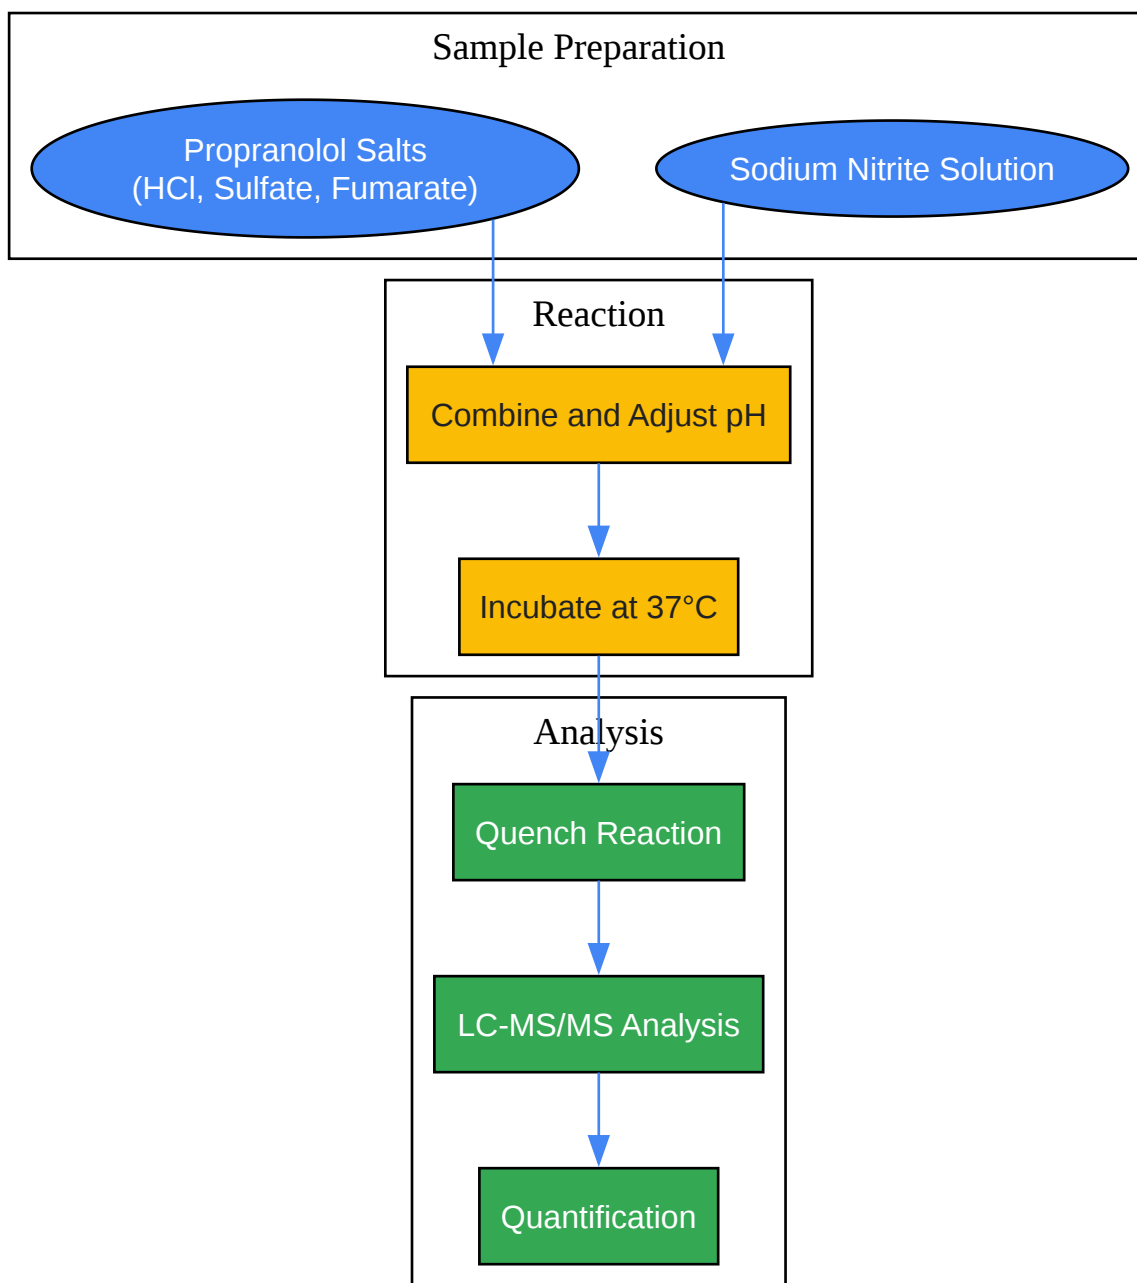 Sample Preparation
Propranolol Salts
(HCl, Sulfate, Fumarate)
Sodium Nitrite Solution
Reaction
Combine and Adjust pH
Incubate at 37°C
Analysis
Quench Reaction
LC-MS/MS Analysis
Quantification